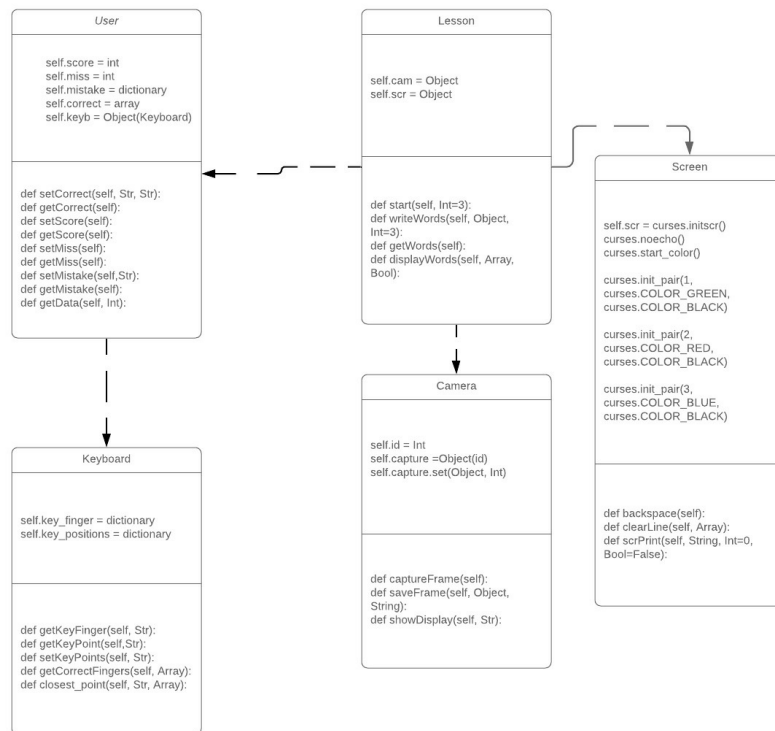 User
self.score = int
self.miss = int
self.mistake = dictionary
self.correct = array
self.keyb = Object(Keyboard)
def setCorrect(self, Str, Str):
def getCorrect(self):
def setScore(self):
def getScore(self):
def setMiss(self):
def getMiss(self):
def setMistake(self,Str):
def getMistake(self):
def getData(self, Int):
Lesson
self.cam = Object
self.scr = Object
def start(self, Int=3):
def writeWords(self, Object,
Int=3):
def getWords(self):
def displayWords(self, Array,
Bool):
Screen
self.scr = curses.initscr()
curses.noecho()
curses.start_color()
curses.init_pair(1,
curses.COLOR_GREEN,
curses.COLOR_BLACK)
curses.init_pair(2,
curses.COLOR_RED,
curses.COLOR_BLACK)
curses.init_pair(3,
curses.COLOR_BLUE,
curses.COLOR_BLACK)
def backspace(self):
def clearLine(self, Array):
def scrPrint(self, String, Int=0,
Bool=False):
Keyboard
self.key_finger = dictionary
self.key_positions = dictionary
def getKeyFinger(self, Str):
def getKeyPoint(self,Str):
def setKeyPoints(self, Str):
def getCorrectFingers(self, Array):
def closest_point(self, Str, Array):
Camera
self.id = Int
self.capture =Object(id)
self.capture.set(Object, Int)
def captureFrame(self):
def saveFrame(self, Object,
String):
def showDisplay(self, Str):